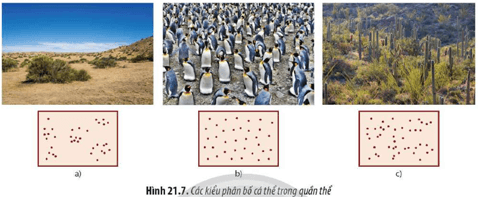 a)
b)
c)
Hình 21.7. Các kiểu phân bố cá thể trong quần thể